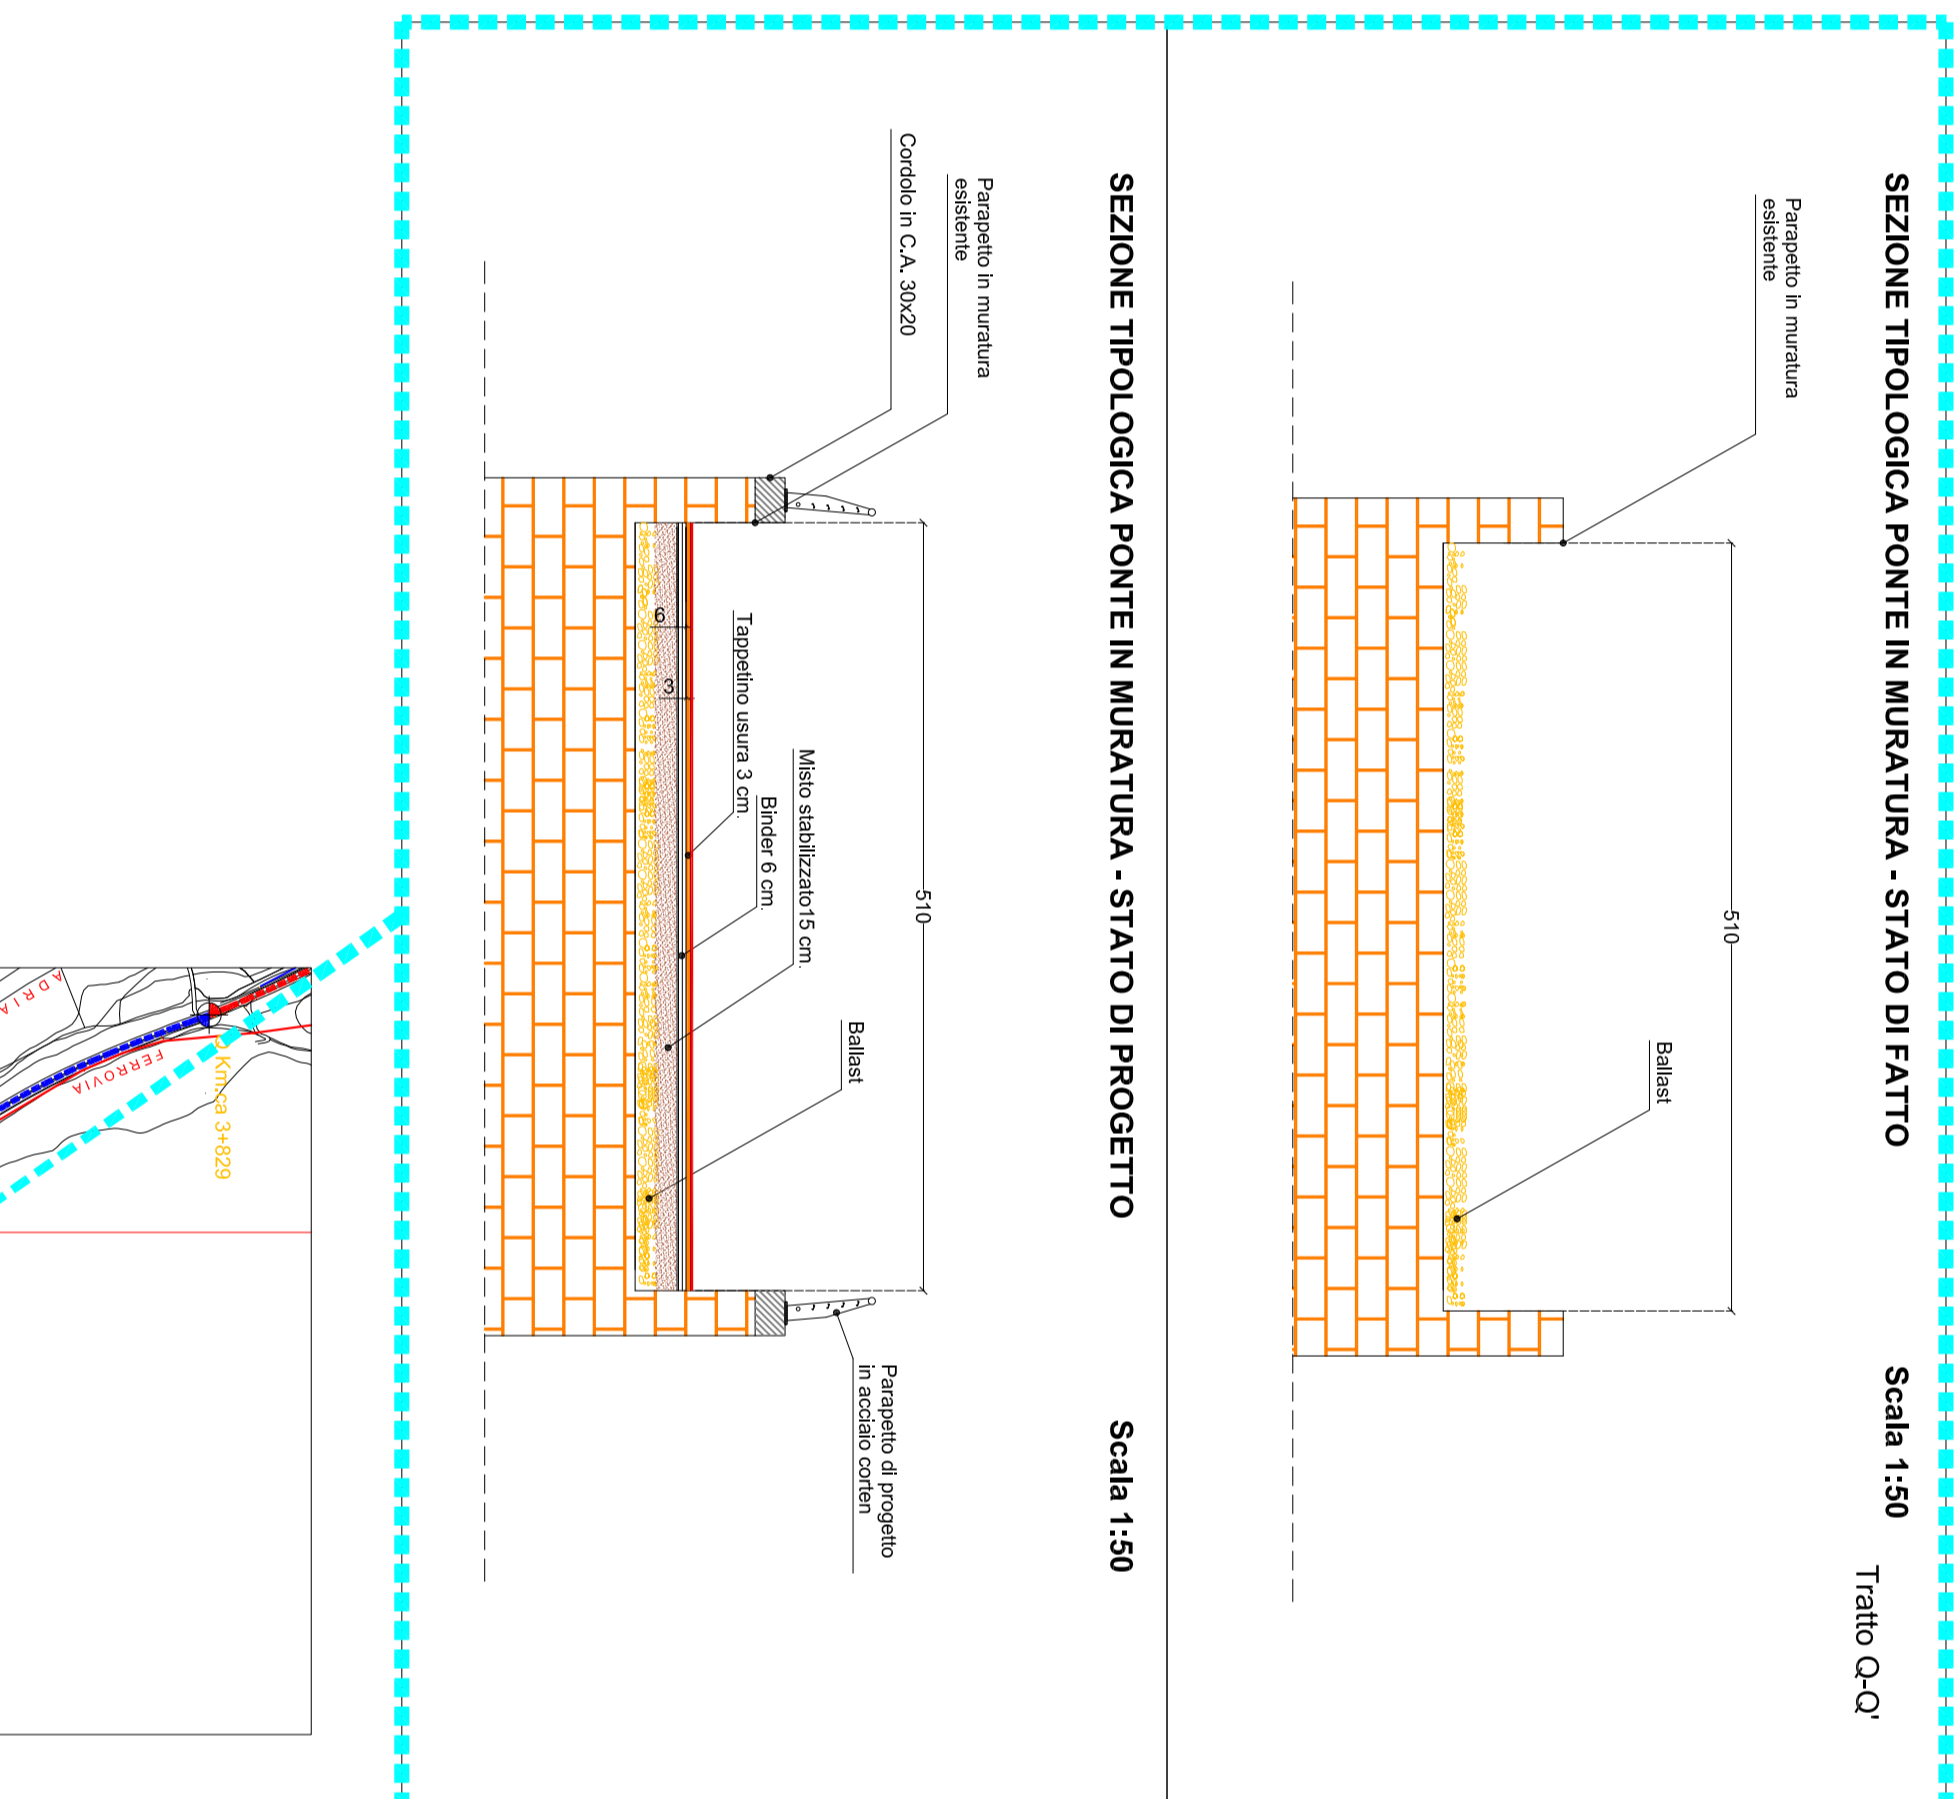 SEZIONE TIPOLOGICA PONTE IN MURATURA - STATO DI FATTO
Scala 1:50
Tratto Q-Q'
Parapetto in muratura
esistente
510
Ballast
SEZIONE TIPOLOGICA PONTE IN MURATURA - STATO DI PROGETTO
Scala 1:50
Parapetto in muratura
esistente
Cordolo in C.A. 30x20
510
Ballast
Misto stabilizzato15 cm.
Binder 6 cm.
Tappetino usura 3 cm.
6
3
Parapetto di progetto
in acciaio corten
Km. ca 3+829
FERROVIA
ADRIA